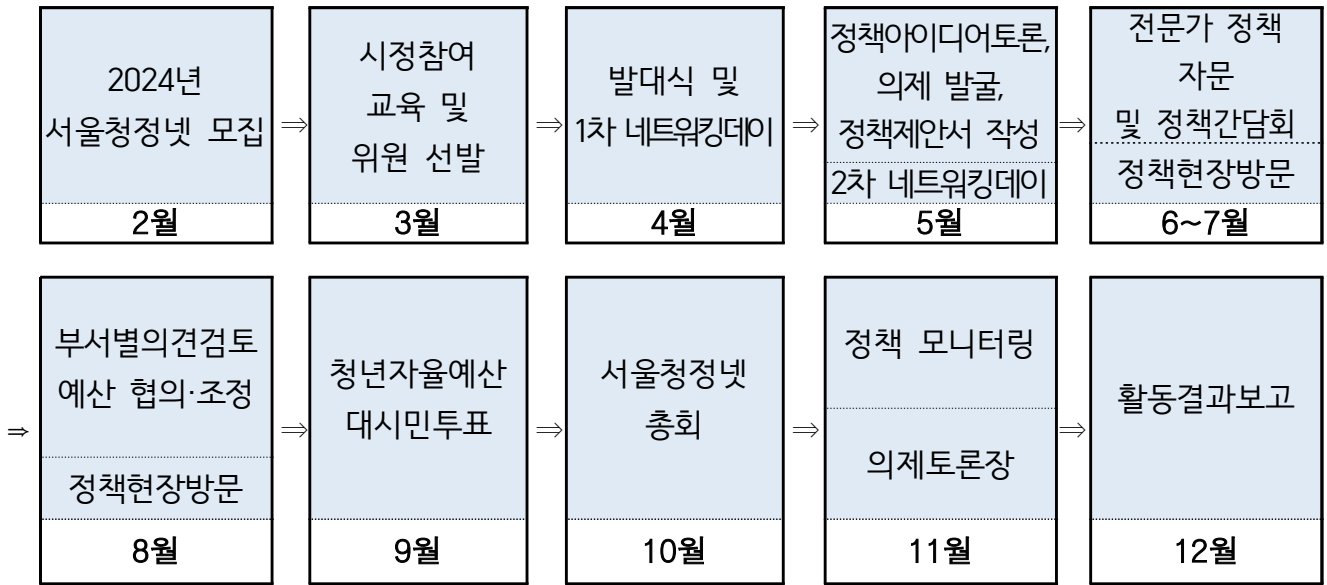 2024년
서울청정넷 모집
2월
⇒
시정참여
교육 및
위원 선발
3월
⇒
발대식 및
1차 네트워킹데이
4월
⇒
정책아이디어토론,
의제 발굴,
정책제안서 작성
2차 네트워킹데이
5월
⇒
전문가 정책
자문
및 정책간담회
정책현장방문
6~7월
⇒
부서별의견검토
예산 협의·조정
정책현장방문
8월
⇒
청년자율예산
대시민투표
9월
⇒
서울청정넷
총회
10월
⇒
정책 모니터링
의제토론장
11월
⇒
활동결과보고
12월